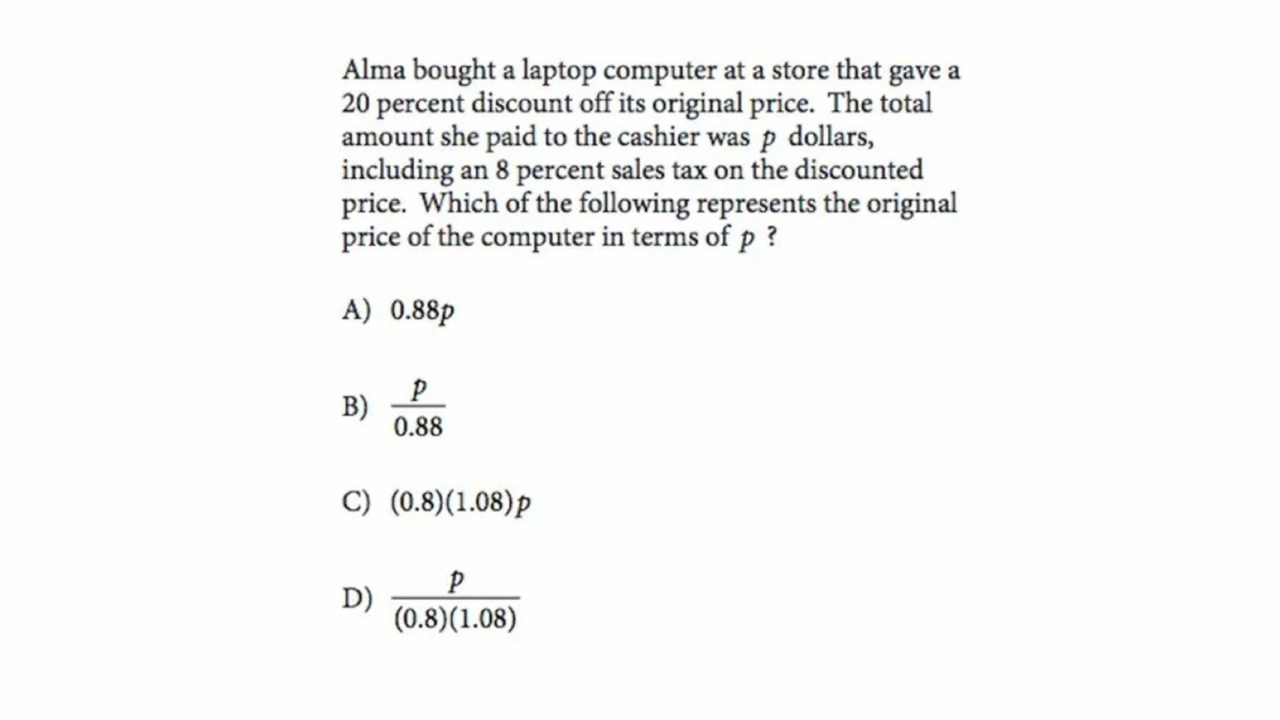 Alma bought a laptop computer at a store that gave a
20 percent discount off its original price. The total
amount she paid to the cashier was p dollars,
including an 8 percent sales tax on the discounted
price. Which of the following represents the original
price of the computer in terms of p ?
A) 0.88p
B) p
0.88
C) (0.8)(1.08)p
D) p
(0.8)(1.08)